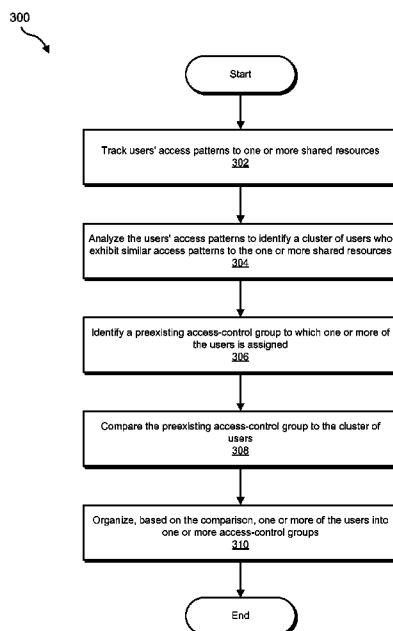 300
Start
Track users' access patterns to one or more shared resources
302
Analyze the users' access patterns to identify a cluster of users who
exhibit similar access patterns to the one or more shared resources
304
Identify a preexisting access-control group to which one or more of
the users is assigned
306
Compare the preexisting access-control group to the cluster of
users
308
Organize, based on the comparison, one or more of the users into
one or more access-control groups
310
End